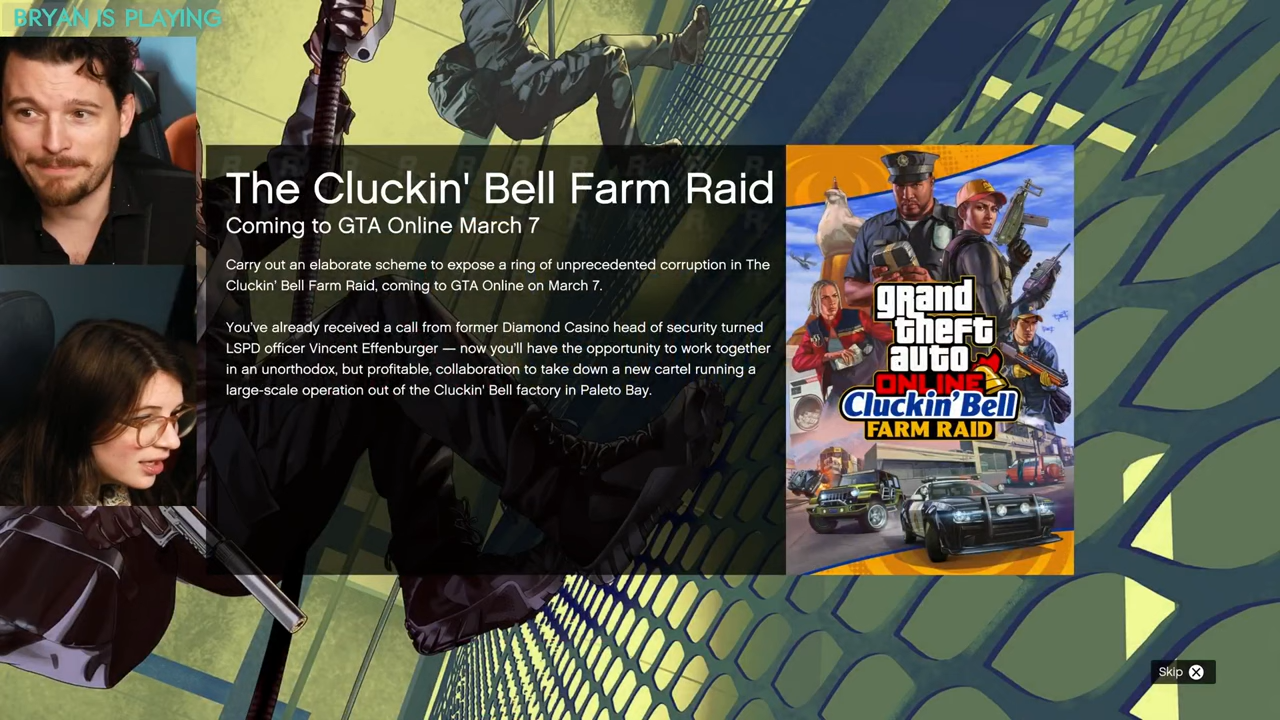 BRYAN IS PLAYING
The Cluckin' Bell Farm Raid
Coming to GTA Online March 7
Carry out an elaborate scheme to expose a ring of unprecedented corruption in The
Cluckin' Bell Farm Raid, coming to GTA Online on March 7.
You've already received a call from former Diamond Casino head of security turned
LSPD officer Vincent Effenburger — now you'll have the opportunity to work together
in an unorthodox, but profitable, collaboration to take down a new cartel running a
large-scale operation out of the Cluckin' Bell factory in Paleto Bay.
grand
theft
auto
ONLINE
Cluckin' Bell
FARM RAID
Skip